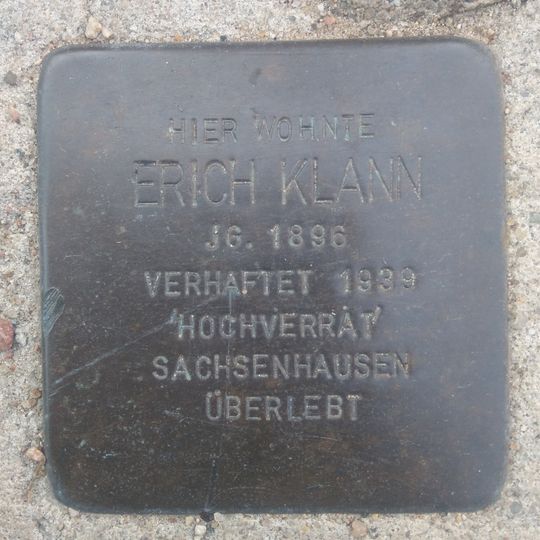 HIER WOHNTE
ERICH KLANN
JG. 1896
VERHAFTET 1939
'HOCHVERRAT'
SACHSENHAUSEN
ÜBERLEBT